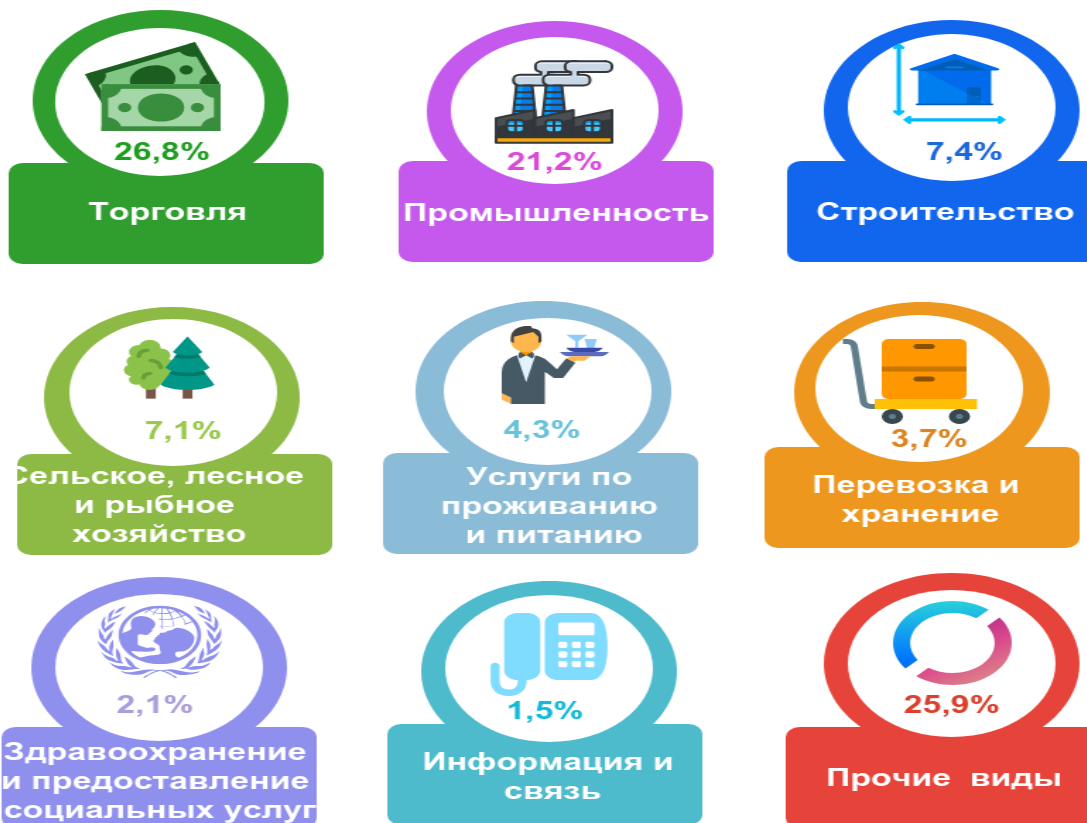 26,8%
Торговля
21,2%
Промышленность
7,4%
Строительство
7,1%
Сельское, лесное
и рыбное
хозяйство
4,3%
Услуги по
проживанию
и питанию
3,7%
Перевозка и
хранение
2,1%
Здравоохранение
и предоставление
социальных услуг
1,5%
Информация и
связь
25,9%
Прочие виды